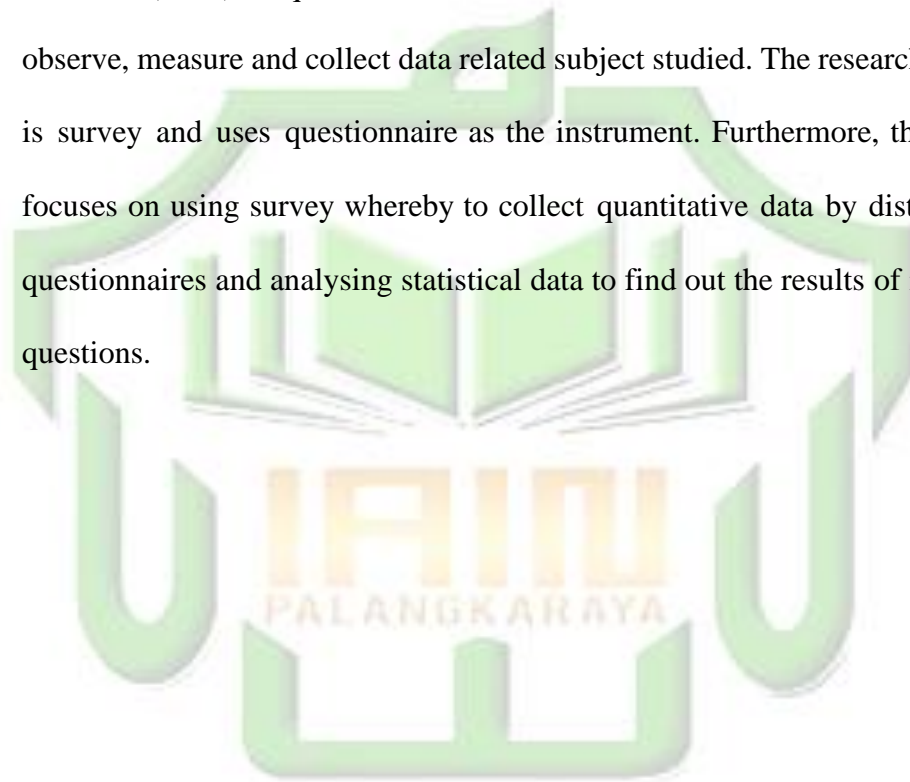 observe, measure and collect data related subject studied. The research
is survey and uses questionnaire as the instrument. Furthermore,
focuses on using survey whereby to collect quantitative data by
questionnaires and analysing statistical data to find out the results of
questions.
IAIN
PALANGKARAYA